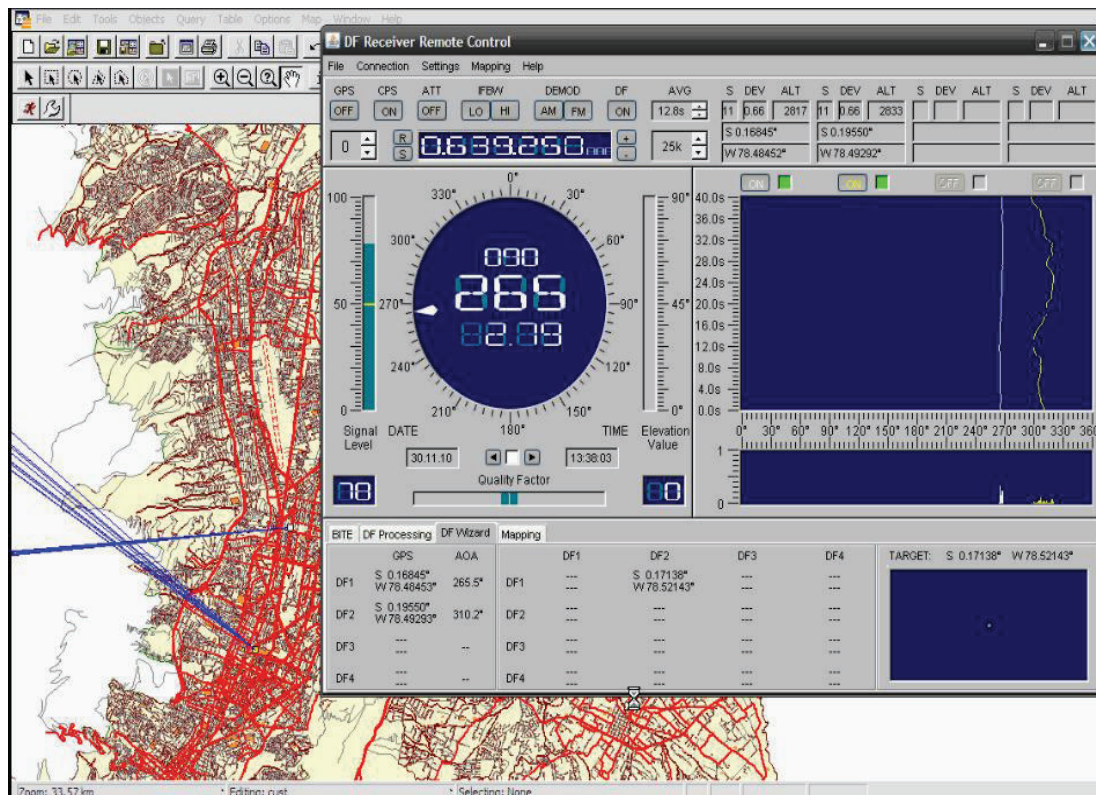 File Edit Tools Objects Query Table Options Map Window Help
DF Receiver Remote Control
File Connection Settings Mapping Help
GPS CPS ATT IFBW DEMOD DF AVG S DEV ALT S DEV ALT S DEV ALT S DEV ALT
OFF ON OFF LO HI AM FM ON 12.8s 11 0.66 2817 11 0.66 2833
S 0.16845° S 0.19550°
0 R S 0.639.250 + - 25k W 78.48452° W 78.49292°
ON ON OFF OFF
0°
330° 30°
300° 60°
270° 90°
240° 120°
210° 150°
180°
090
265
2.79
100
50
0
Signal Level
78
90°
45°
0°
Elevation Value
0
DATE TIME
30.11.10 13:38:03
Quality Factor
40.0s
36.0s
32.0s
28.0s
24.0s
20.0s
16.0s
12.0s
8.0s
4.0s
0.0s
0° 30° 60° 90° 120° 150° 180° 210° 240° 270° 300° 330° 360
1
0
BITE DF Processing DF Wizard Mapping
GPS AOA DF1 DF2 DF3 DF4
DF1 S 0.16845° W 78.48453° 265.5° DF1 --- --- S 0.17138° W 78.52143° --- --- --- ---
DF2 S 0.19550° W 78.49293° 310.2° DF2 --- --- --- --- --- --- --- ---
DF3 --- --- -- DF3 --- --- --- --- --- --- --- ---
DF4 --- --- -- DF4 --- --- --- --- --- --- --- ---
TARGET: S 0.17138° W 78.52143°
Zoom: 33.57 km Editing: cust Selecting: None